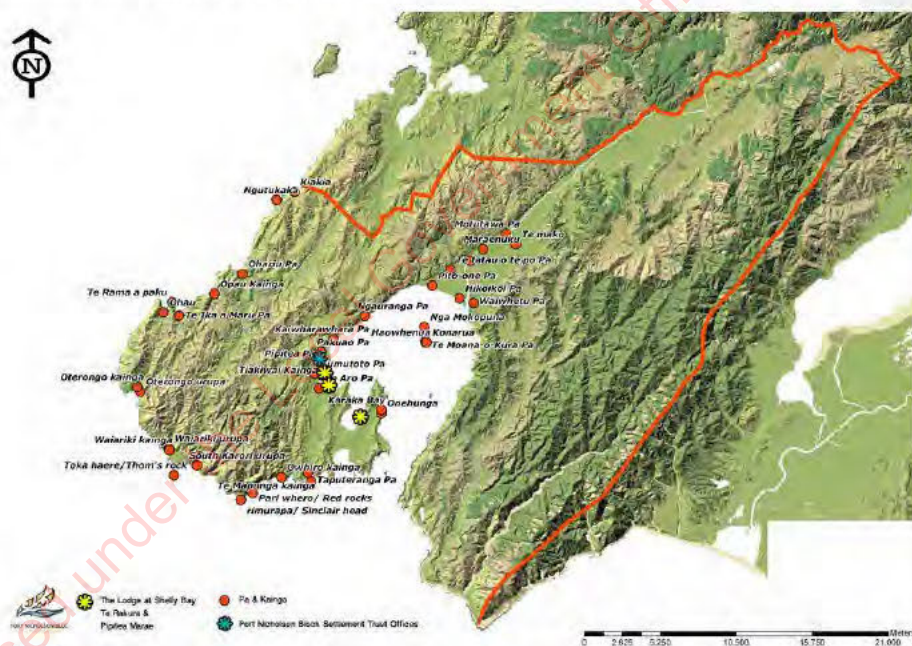 N
Ngutukaka
Kiakia
Motutawa Pa
Te mako
Maraenuku
Te tatau o te po Pa
Ohariu Pa
Pito-one Pa
Opau Kainga
Hikoikoi Pa
Te Rama a paku
Ohau
Waiwhetu Pa
Te Ika a Maru Pa
Ngauranga Pa
Nga Mokopuna
Kaiwharawhara Pa
Haowhenua
Konarua
Pakuao Pa
Te Moana-o-Kura Pa
Pipitea Pa
Kumutoto Pa
Tiakiwai Kainga
Te Aro Pa
Oterongo kainga
Oterongo urupa
Karaka Bay
Onehunga
Waiariki kainga
Waiariki urupa
South Karori urupa
Toka haere/Thom's rock
Owhiro kainga
Te Mapunga kainga
Taputeranga Pa
Pari whero/ Red rocks
rimurapa/ Sinclair head
The Lodge at Shelly Bay
Te Rakura &
Pipitea Marae
Pa & Kainga
Port Nicholson Block Settlement Trust Offices
Meters
0 2,625 5,250 10,500 15,750 21,000